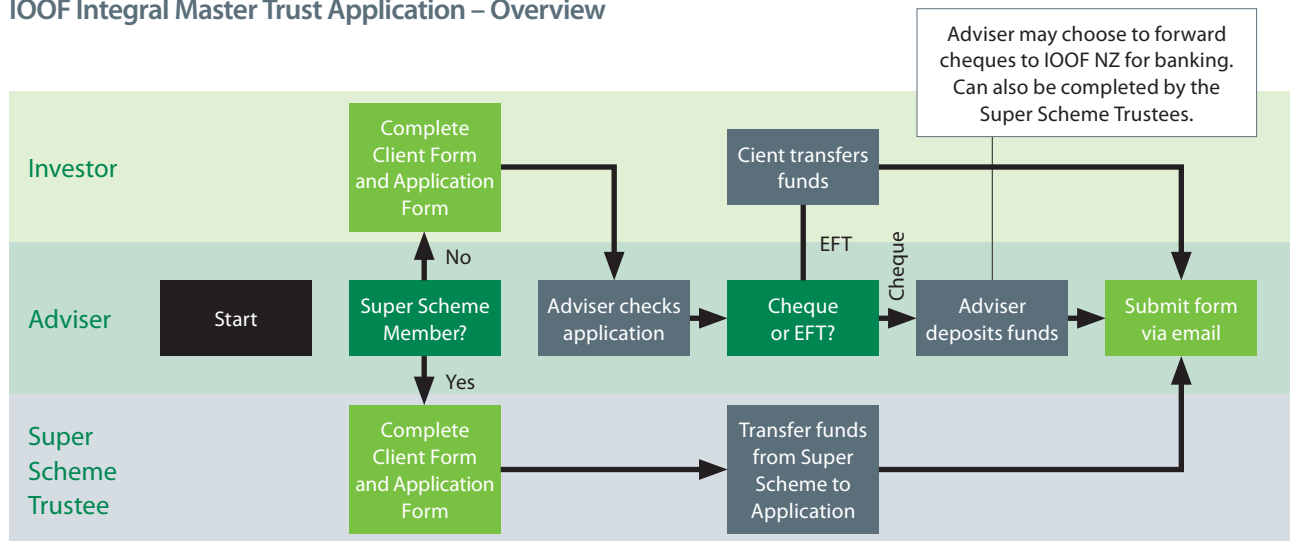 IOOF Integral Master Trust Application – Overview
Adviser may choose to forward
cheques to IOOF NZ for banking.
Can also be completed by the
Super Scheme Trustees.
Investor
Complete
Client Form
and Application
Form
Cient transfers
funds
No
EFT
Cheque
Adviser
Start
Super Scheme
Member?
Adviser checks
application
Cheque
or EFT?
Adviser
deposits funds
Submit form
via email
Yes
Super
Scheme
Trustee
Complete
Client Form
and Application
Form
Transfer funds
from Super
Scheme to
Application